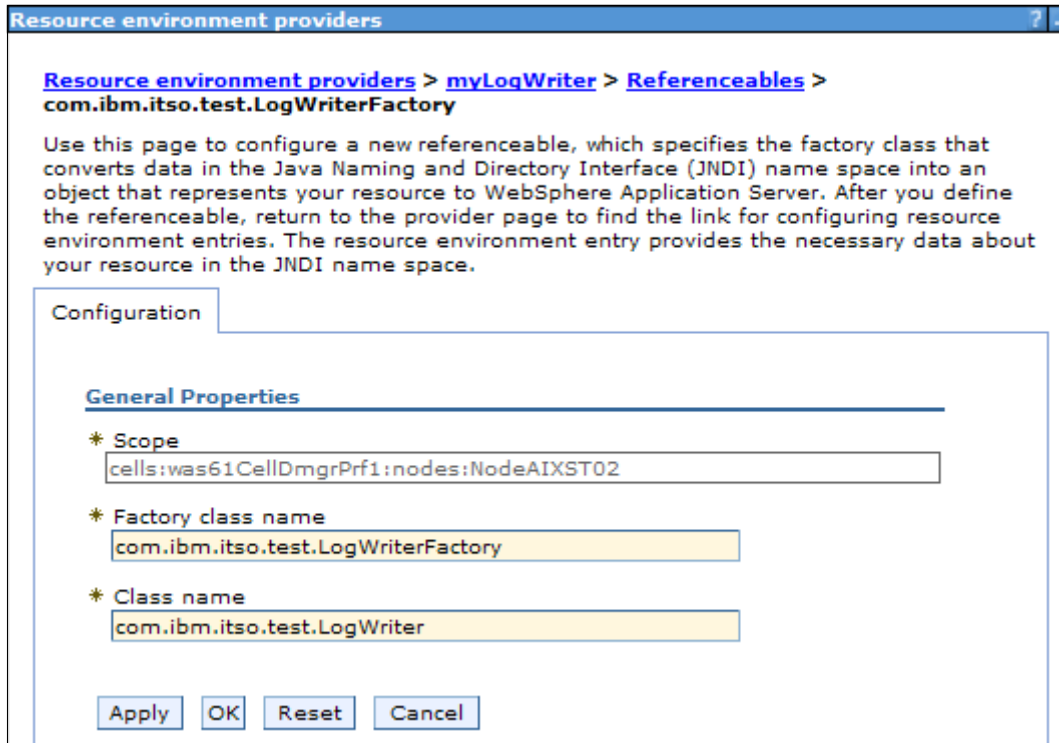 Resource environment providers ?
Resource environment providers > myLogWriter > Referenceables >
com.ibm.itso.test.LogWriterFactory
Use this page to configure a new referenceable, which specifies the factory class that
converts data in the Java Naming and Directory Interface (JNDI) name space into an
object that represents your resource to WebSphere Application Server. After you define
the referenceable, return to the provider page to find the link for configuring resource
environment entries. The resource environment entry provides the necessary data about
your resource in the JNDI name space.
Configuration
General Properties
* Scope
cells:was61CellDmgrPrf1:nodes:NodeAIXST02
* Factory class name
com.ibm.itso.test.LogWriterFactory
* Class name
com.ibm.itso.test.LogWriter
Apply OK Reset Cancel